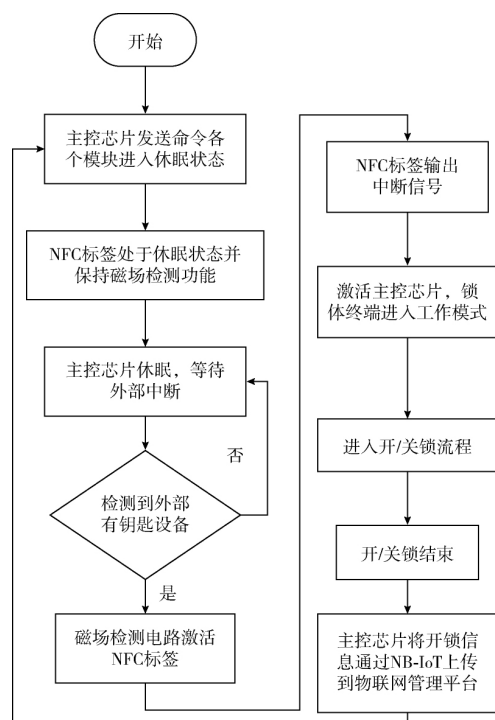 开始
主控芯片发送命令各
个模块进入休眠状态
NFC标签处于休眠状态并
保持磁场检测功能
主控芯片休眠，等待
外部中断
否
检测到外部
有钥匙设备
是
磁场检测电路激活
NFC标签
NFC标签输出
中断信号
激活主控芯片，锁
体终端进入工作模式
进入开/关锁流程
开/关锁结束
主控芯片将开锁信
息通过NB-IoT上传
到物联网管理平台